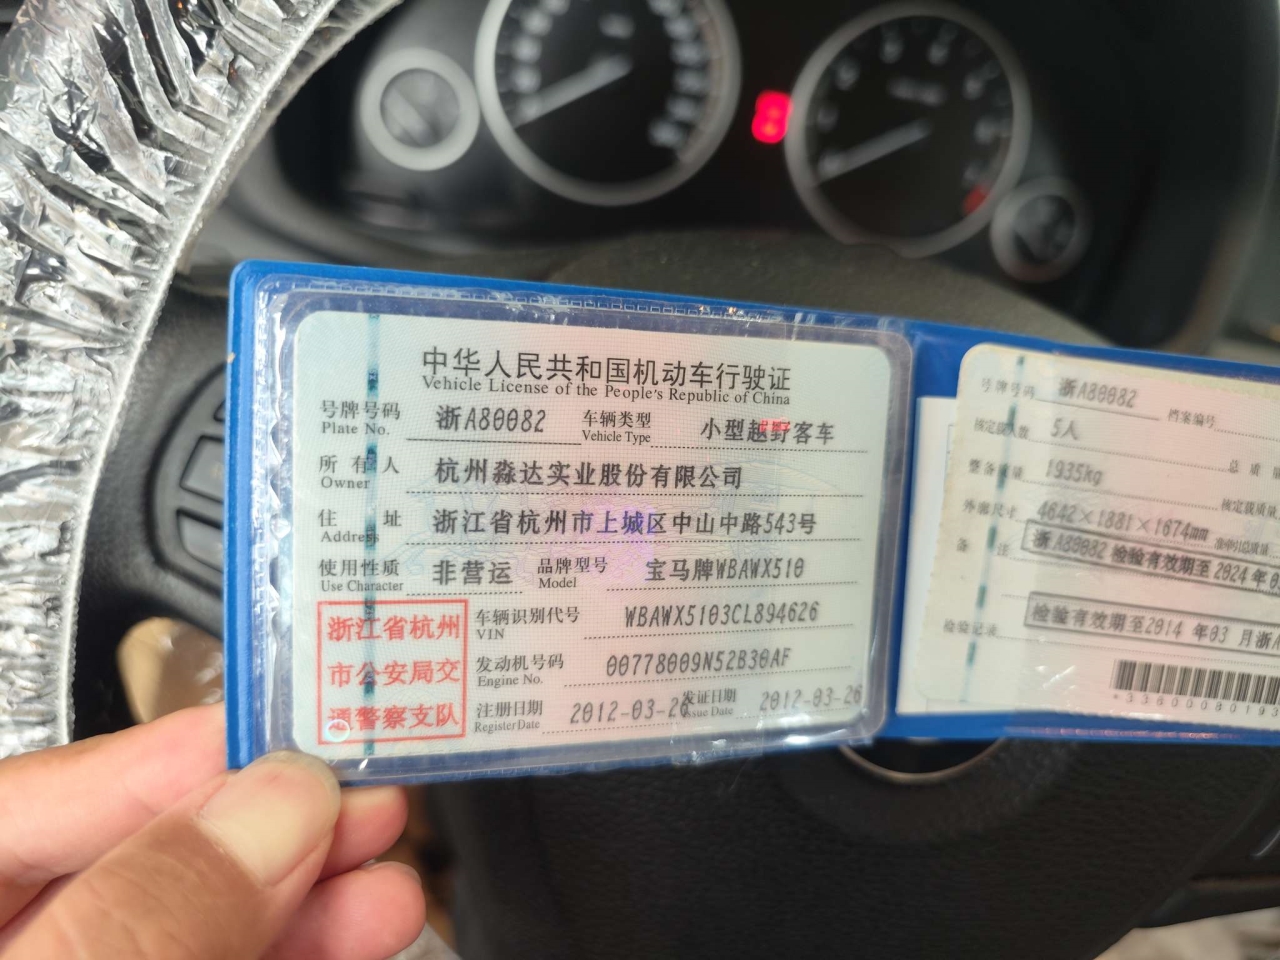 中华人民共和国机动车行驶证
Vehicle License of the People's Republic of China
号牌号码 浙A80082 车辆类型 小型越野客车
Plate No. Vehicle Type
所有人 杭州淼达实业股份有限公司
Owner
住址 浙江省杭州市上城区中山中路543号
Address
使用性质 非营运 品牌型号 宝马牌WBAWX510
Use Character Model
浙江省杭州
市公安局交
通警察支队
车辆识别代号 WBAWX5103CL894626
VIN
发动机号码 00778009N52B30AF
Engine No.
注册日期 2012-03-26 发证日期 2012-03-26
Register Date Issue Date
号牌号码 浙A80082 档案编号
核定载人数 5人 总质
整备质量 1935kg 核定载质量
外廓尺寸 4642×1881×1674mm 准牵引总质量
备注 浙A80082 检验有效期至2024年
检验记录 检验有效期至2014年03月浙A